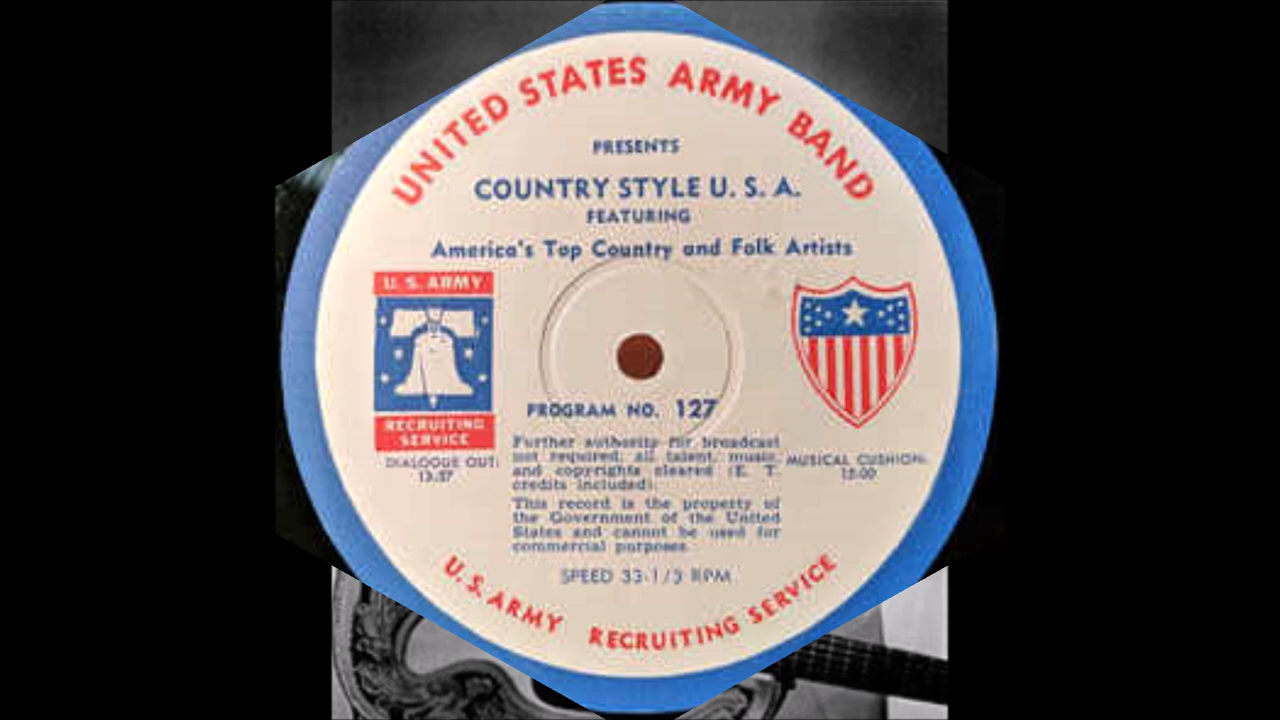 UNITED STATES ARMY BAND
PRESENTS
COUNTRY STYLE U. S. A.
FEATURING
America's Top Country and Folk Artists
U. S. ARMY
RECRUITING
SERVICE
DIALOGUE OUT:
13:57
PROGRAM NO. 127
Further authority for broadcast
not required, all talent, music,
and copyrights cleared (E. T.
credits included).
This record is the property of
the Government of the United
States and cannot be used for
commercial purposes.
MUSICAL CUSHION:
15:00
SPEED 33-1/3 RPM
U. S. ARMY RECRUITING SERVICE